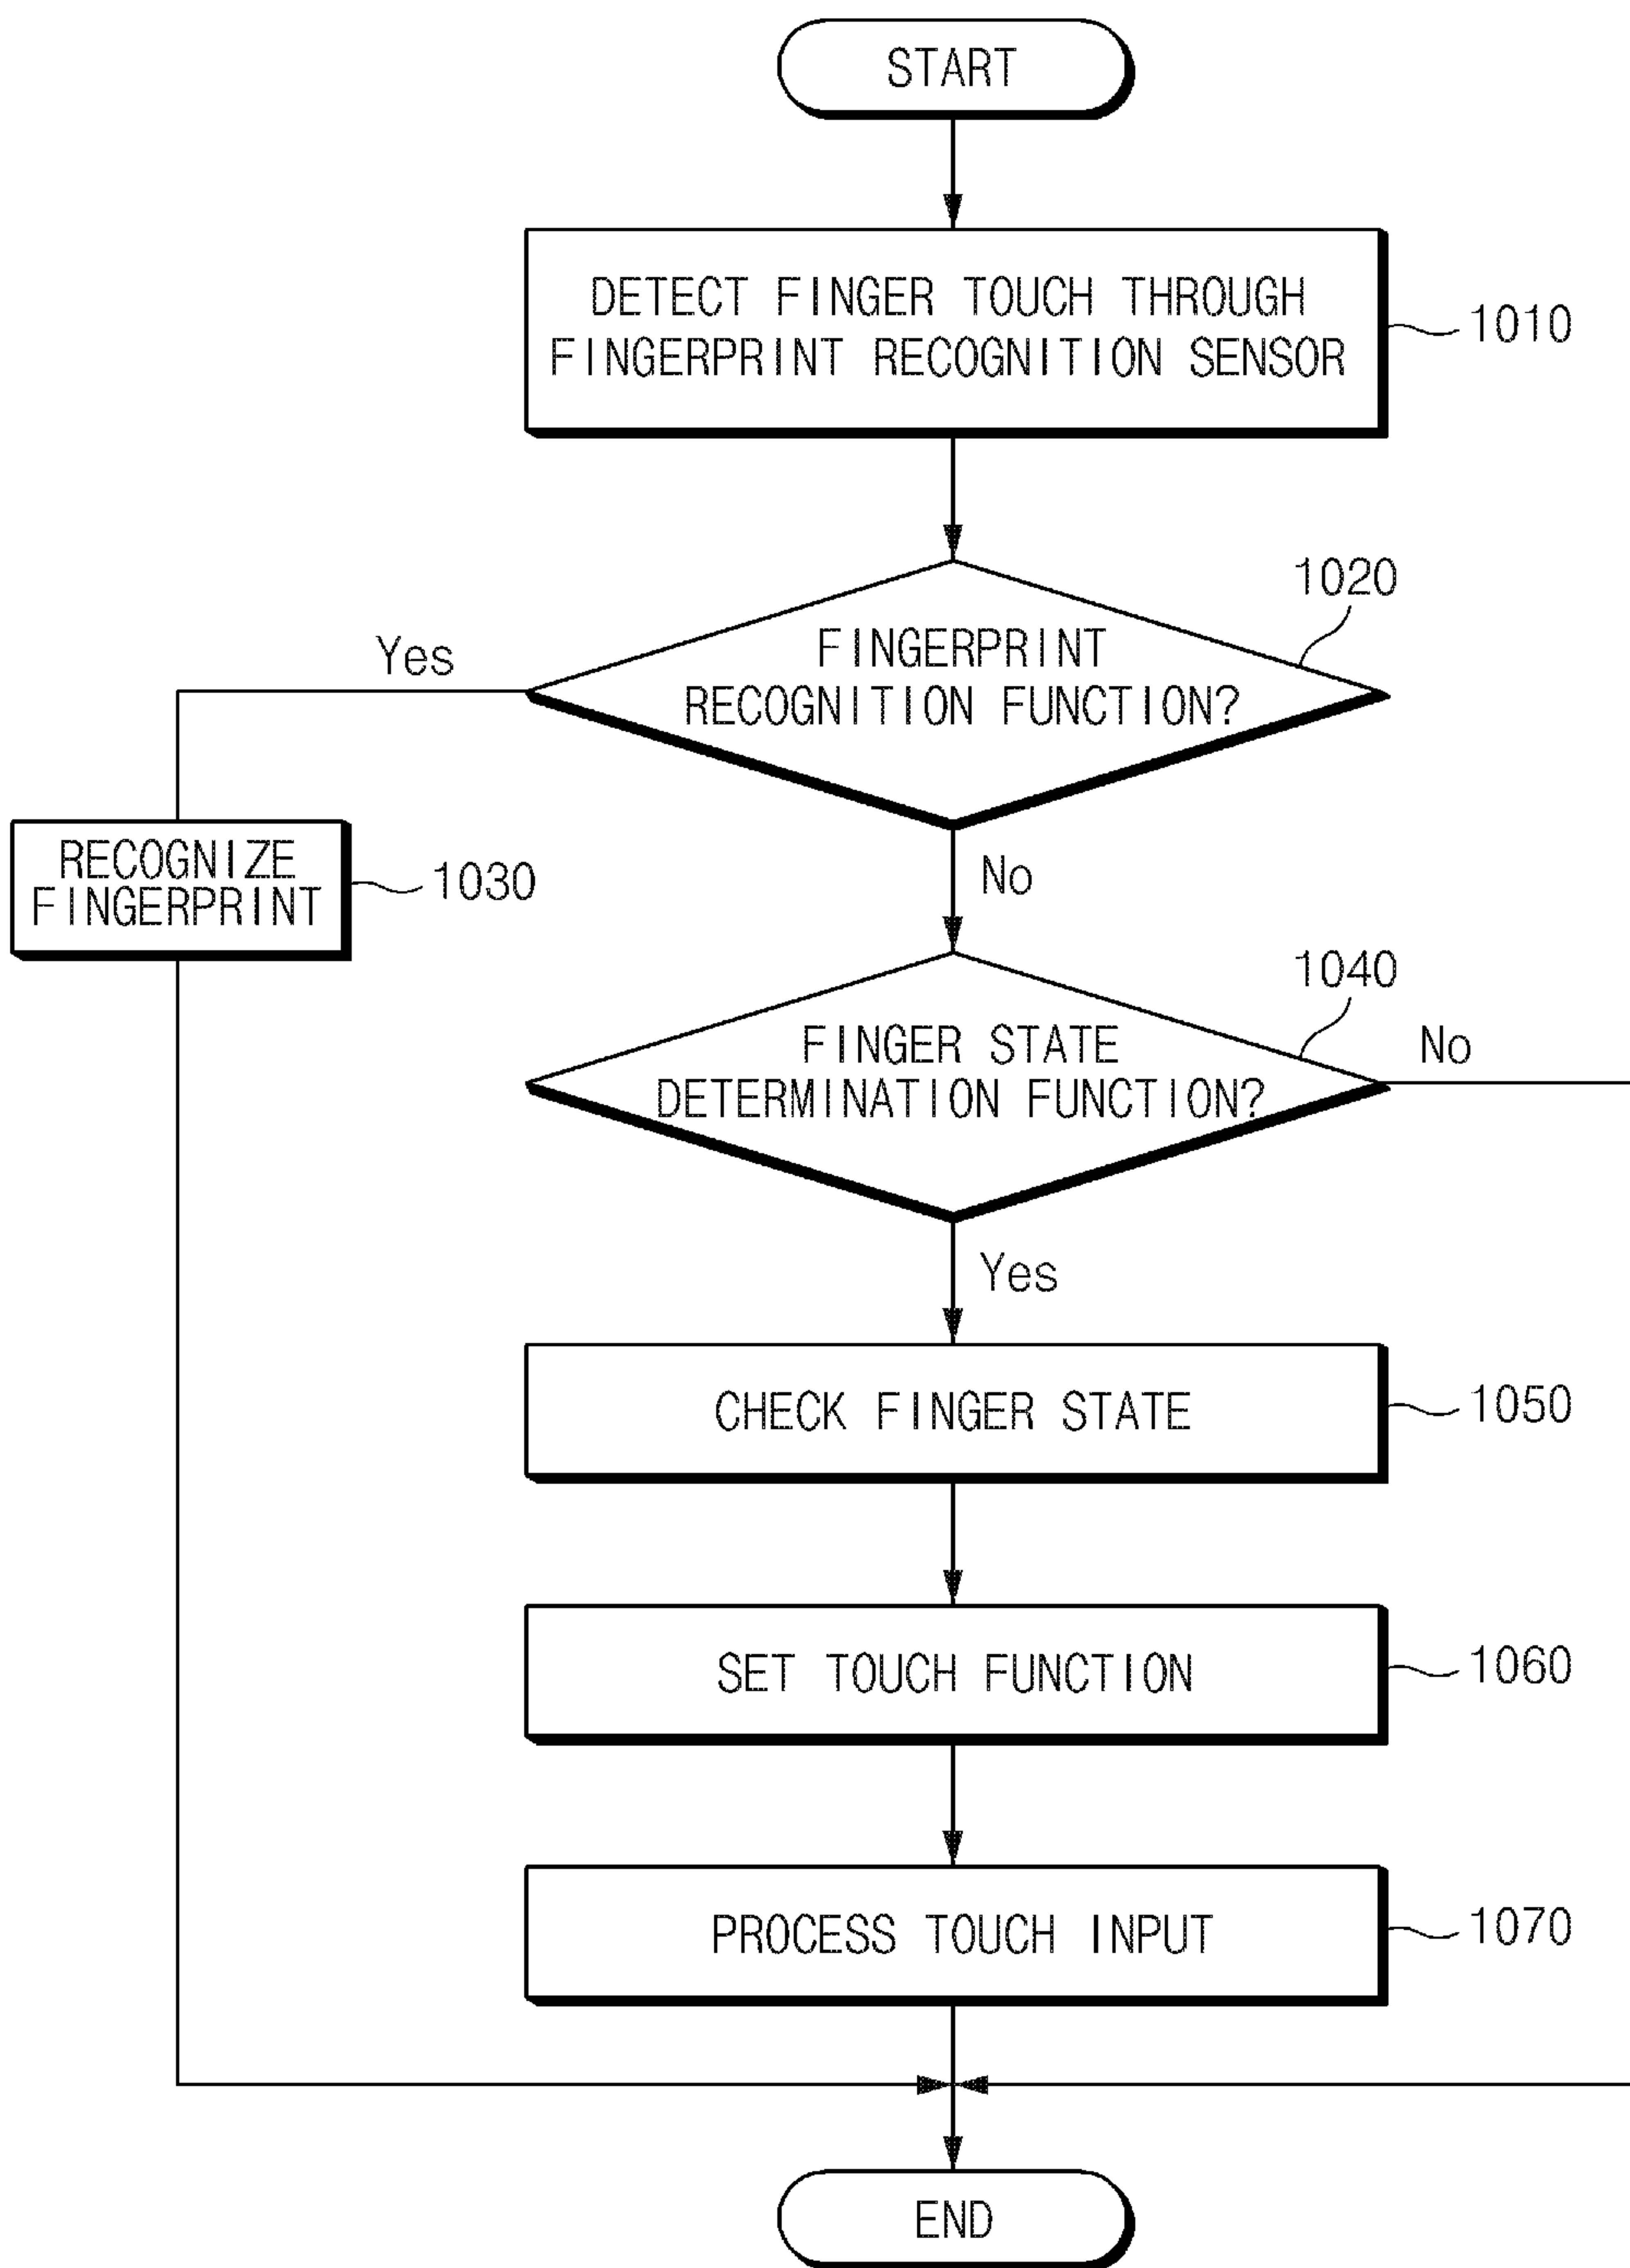 START
DETECT FINGER TOUCH THROUGH
FINGERPRINT RECOGNITION SENSOR
1010
1020
FINGERPRINT
RECOGNITION FUNCTION?
Yes
No
RECOGNIZE
FINGERPRINT
1030
1040
FINGER STATE
DETERMINATION FUNCTION?
No
Yes
CHECK FINGER STATE
1050
SET TOUCH FUNCTION
1060
PROCESS TOUCH INPUT
1070
END